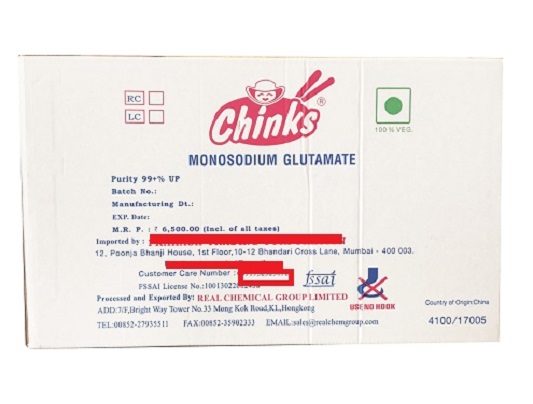 RC
LC
Chinks ®
100% VEG.
MONOSODIUM GLUTAMATE
Purity 99+% UP
Batch No.:
Manufacturing Dt.:
EXP. Date:
M. R. P. : ₹ 6,500.00 (Incl. of all taxes)
Imported by :
12, Poonja Bhanji House, 1st Floor,10-12 Bhandari Cross Lane, Mumbai - 400 003.
Customer Care Number :
fssai
FSSAI License No.:
USE NO HOOK
Processed and Exported By: REAL CHEMICAL GROUP LIMITED
Country of Origin:China
ADD:7/F,Bright Way Tower No.33 Mong Kok Road,K.L,Hongkong
TEL:00852-27935511 FAX:00852-35902333 EMAIL:sales@realchemgroup.com
4100/17005